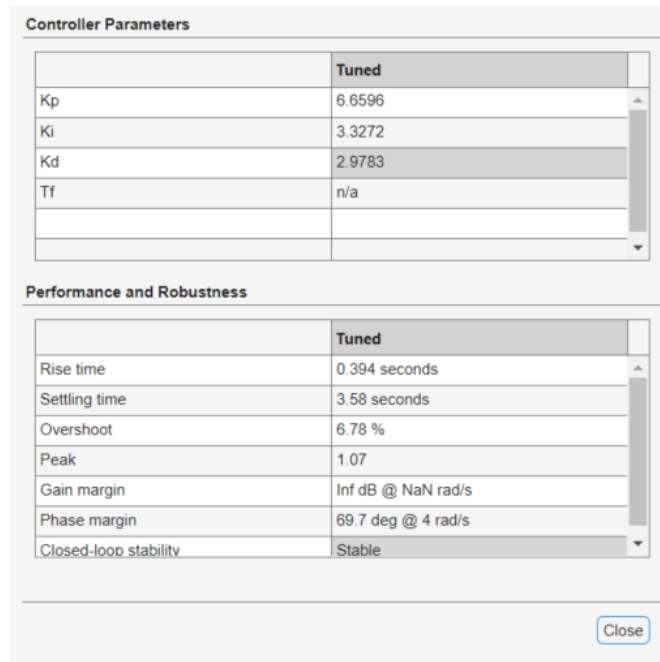 Controller Parameters
Tuned
Kp 6.6596
Ki 3.3272
Kd 2.9783
Tf n/a
Performance and Robustness
Tuned
Rise time 0.394 seconds
Settling time 3.58 seconds
Overshoot 6.78 %
Peak 1.07
Gain margin Inf dB @ NaN rad/s
Phase margin 69.7 deg @ 4 rad/s
Closed-loop stability Stable
Close